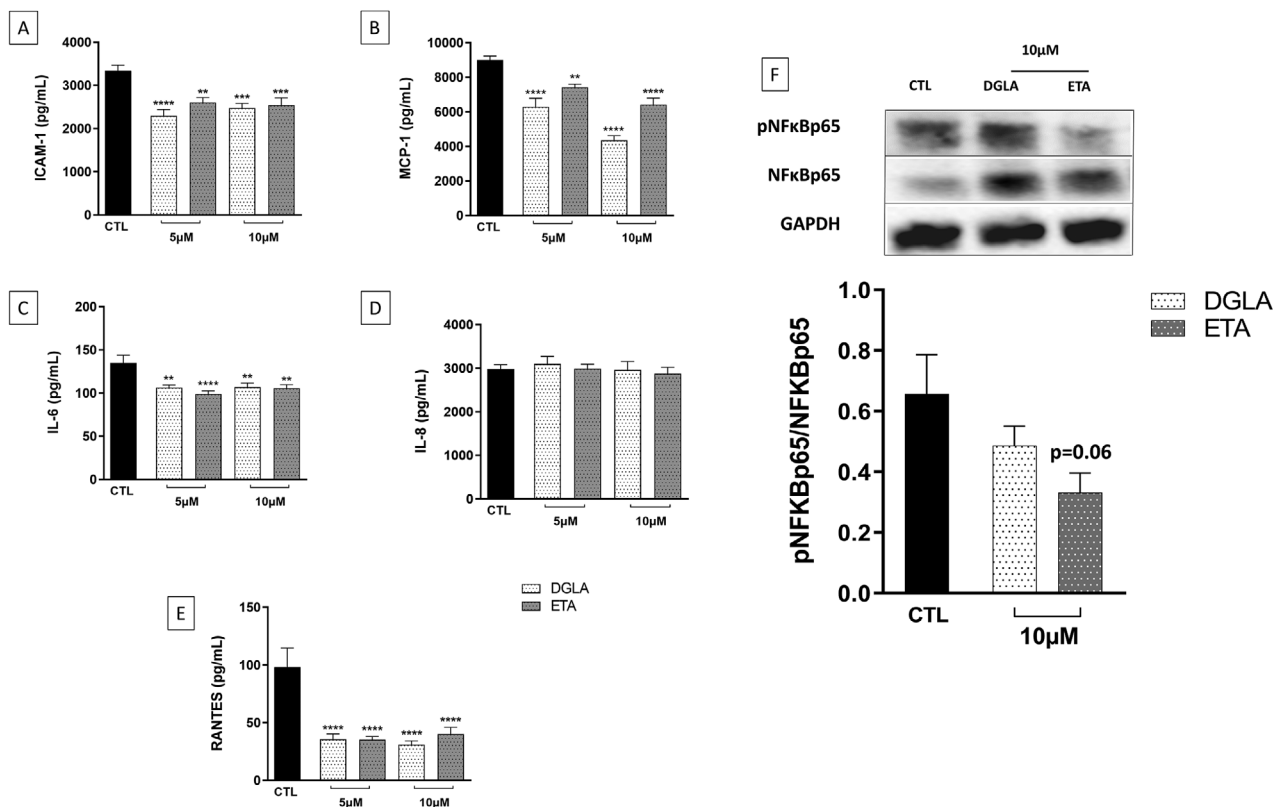 A
ICAM-1 (pg/mL)
4000
3000
2000
1000
0
**** ** *** ***
CTL
5µM 10µM
B
MCP-1 (pg/mL)
10000
8000
6000
4000
2000
0
**** ** **** ****
CTL
5µM 10µM
C
IL-6 (pg/mL)
200
150
100
50
0
** **** ** **
CTL
5µM 10µM
D
IL-8 (pg/mL)
4000
3000
2000
1000
0
CTL
5µM 10µM
DGLA
ETA
E
RANTES (pg/mL)
150
100
50
0
**** **** **** ****
CTL
5µM 10µM
F
10µM
CTL DGLA ETA
pNFκBp65
NFκBp65
GAPDH
DGLA
ETA
pNFKBp65/NFKBp65
1.0
0.8
0.6
0.4
0.2
0.0
p=0.06
CTL
10µM